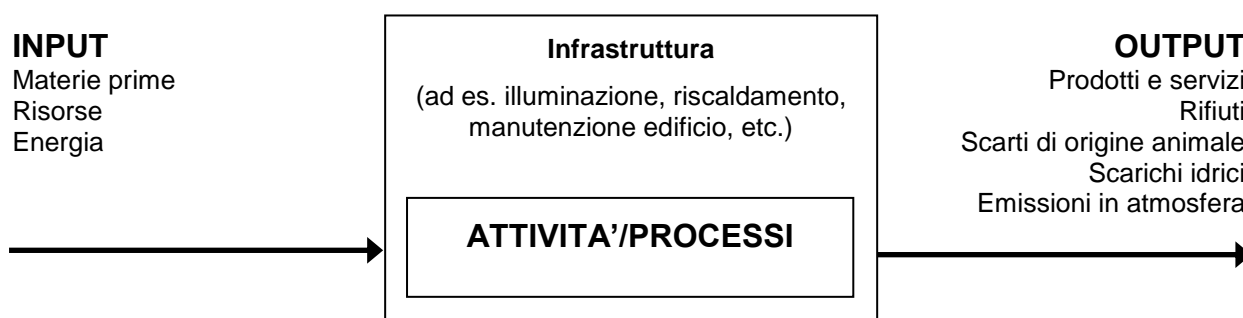 INPUT
Materie prime
Risorse
Energia
Infrastruttura
(ad es. illuminazione, riscaldamento,
manutenzione edificio, etc.)
ATTIVITA’/PROCESSI
OUTPUT
Prodotti e servizi
Rifiuti
Scarti di origine animale
Scarichi idrici
Emissioni in atmosfera